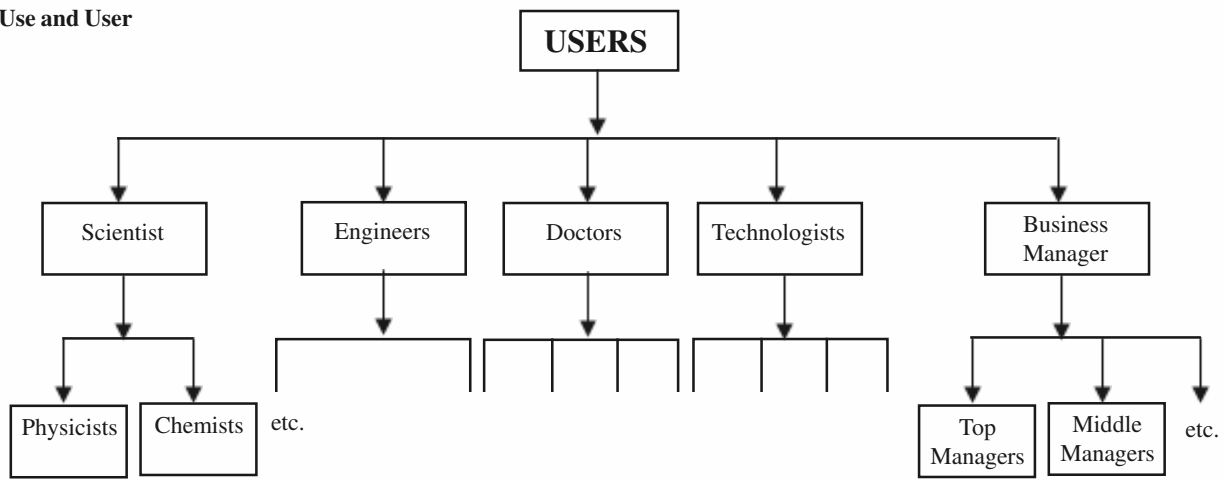 Use and User
USERS
Scientist
Engineers
Doctors
Technologists
Business
Manager
Physicists
Chemists
etc.
Top
Managers
Middle
Managers
etc.